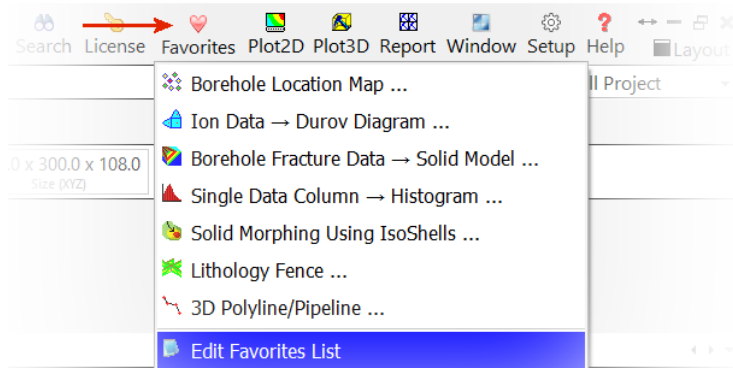 Search License Favorites Plot2D Plot3D Report Window Setup Help Layout
Borehole Location Map ...
ll Project
Ion Data → Durov Diagram ...
Borehole Fracture Data → Solid Model ...
.0 x 300.0 x 108.0
Size (XYZ)
Single Data Column → Histogram ...
Solid Morphing Using IsoShells ...
Lithology Fence ...
3D Polyline/Pipeline ...
Edit Favorites List